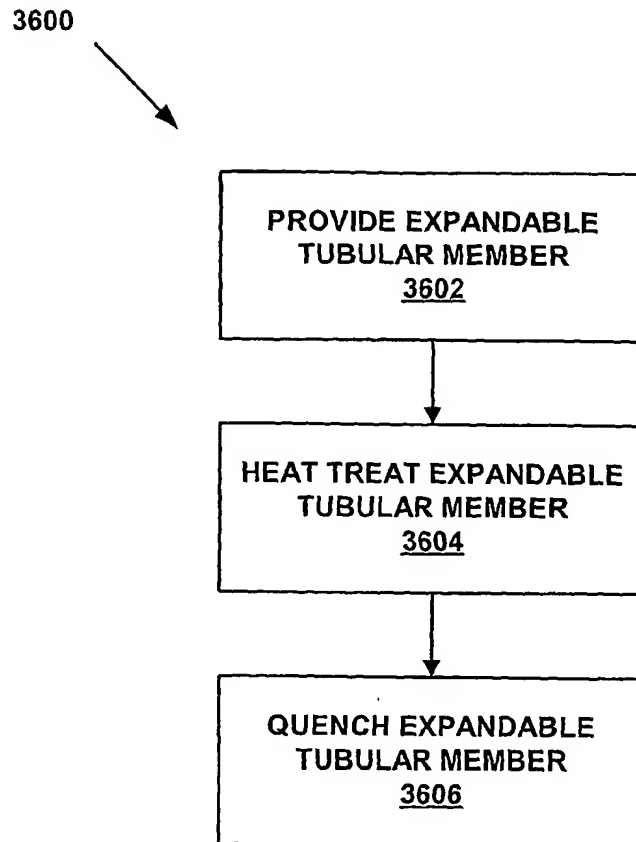 3600
PROVIDE EXPANDABLE
TUBULAR MEMBER
3602
HEAT TREAT EXPANDABLE
TUBULAR MEMBER
3604
QUENCH EXPANDABLE
TUBULAR MEMBER
3606